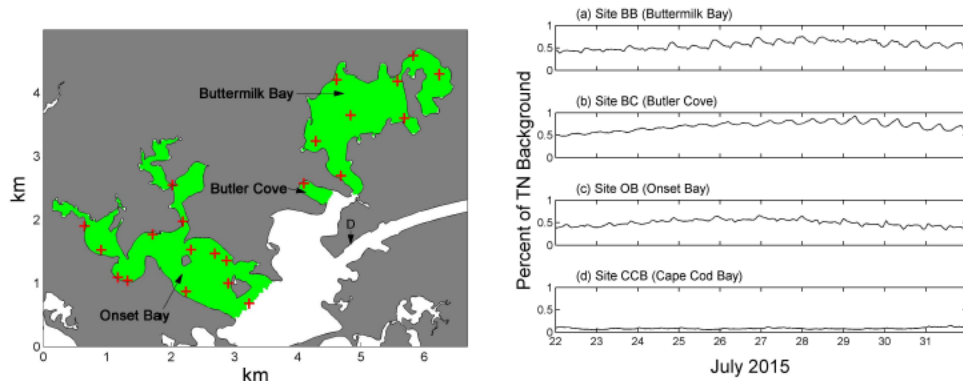 Buttermilk Bay
Butler Cove
D
Onset Bay
km
4
3
2
1
0
0 1 2 3 4 5 6
km
(a) Site BB (Buttermilk Bay)
1
0.5
0
(b) Site BC (Butler Cove)
1
0.5
0
(c) Site OB (Onset Bay)
1
0.5
0
(d) Site CCB (Cape Cod Bay)
1
0.5
0
22 23 24 25 26 27 28 29 30 31
Percent of TN Background
July 2015